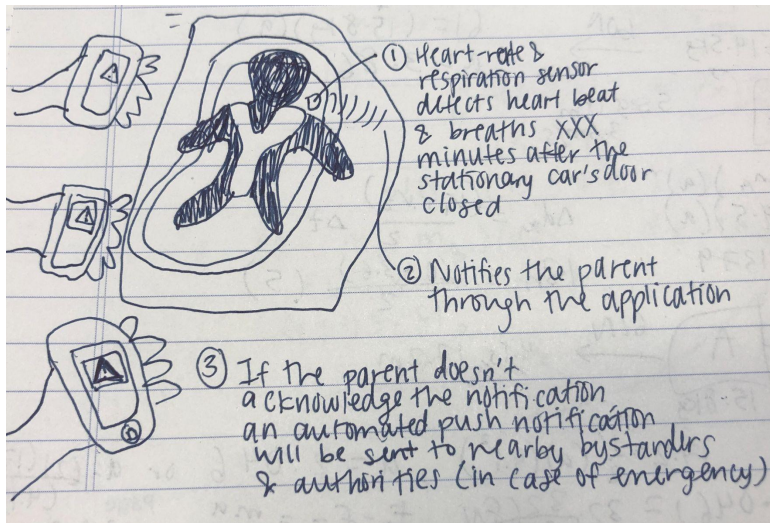 ① Heart-rate &
respiration sensor
detects heart beat
& breaths XXX
minutes after the
stationary car's door
closed
② Notifies the parent
through the application
③ If the parent doesn't
acknowledge the notification
an automated push notification
will be sent to nearby bystanders
& authorities (in case of emergency)